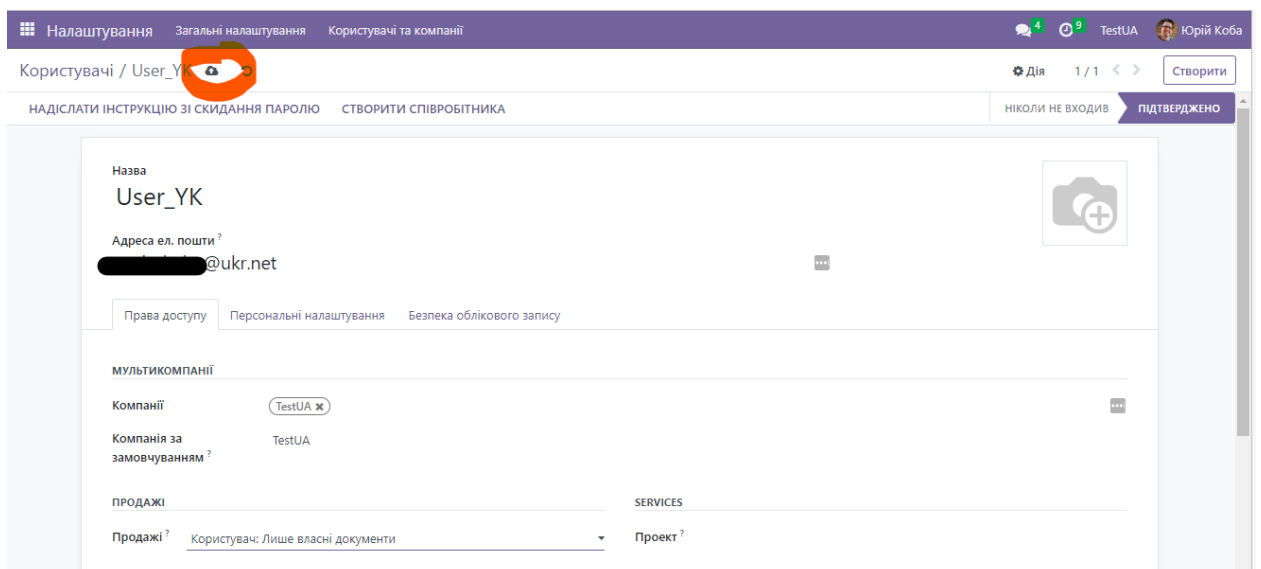 Налаштування Загальні налаштування Користувачі та компанії 4 9 TestUA Юрій Коба
Користувачі / User_YK Дія 1 / 1 Створити
НАДІСЛАТИ ІНСТРУКЦІЮ ЗІ СКИДАННЯ ПАРОЛЮ СТВОРИТИ СПІВРОБІТНИКА НІКОЛИ НЕ ВХОДИВ ПІДТВЕРДЖЕНО
Назва
User_YK
Адреса ел. пошти ?
@ukr.net
Права доступу Персональні налаштування Безпека облікового запису
МУЛЬТИКОМПАНІЇ
Компанії TestUA ✖
Компанія за
замовчуванням ? TestUA
ПРОДАЖІ SERVICES
Продажі ? Користувач: Лише власні документи Проект ?